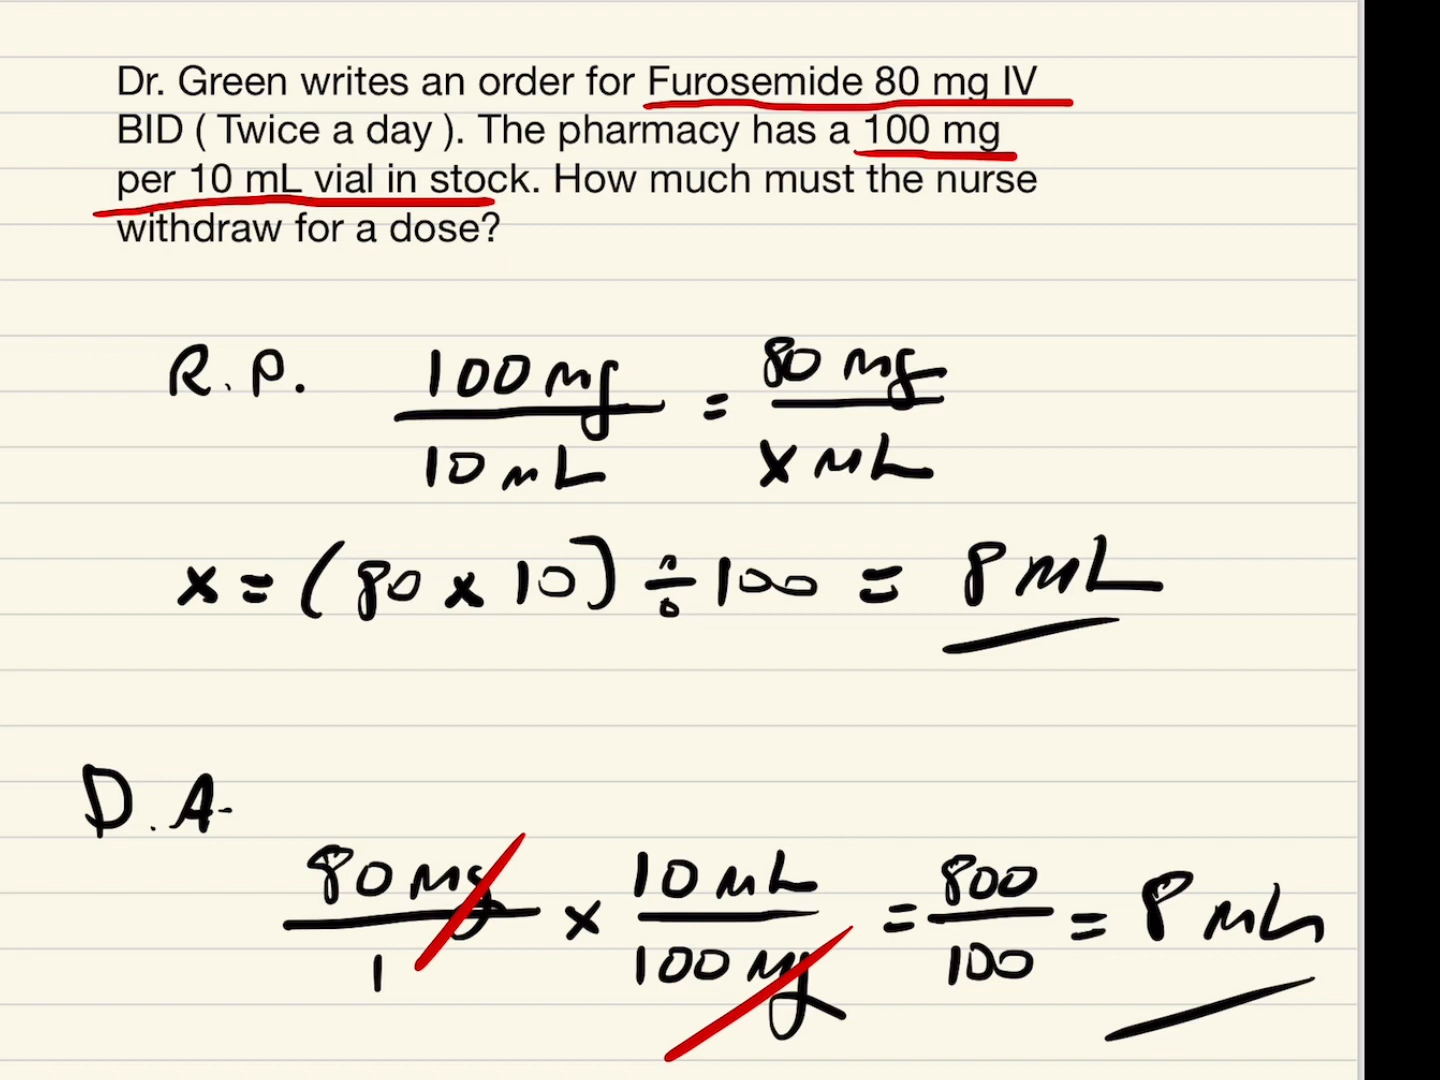 Dr. Green writes an order for Furosemide 80 mg IV
BID ( Twice a day ). The pharmacy has a 100 mg
per 10 mL vial in stock. How much must the nurse
withdraw for a dose?
R.P. 100 mg / 10 mL = 80 mg / x mL
x = ( 80 x 10 ) ÷ 100 = 8 mL
D.A.
80 mg / 1 x 10 mL / 100 mg = 800 / 100 = 8 mL